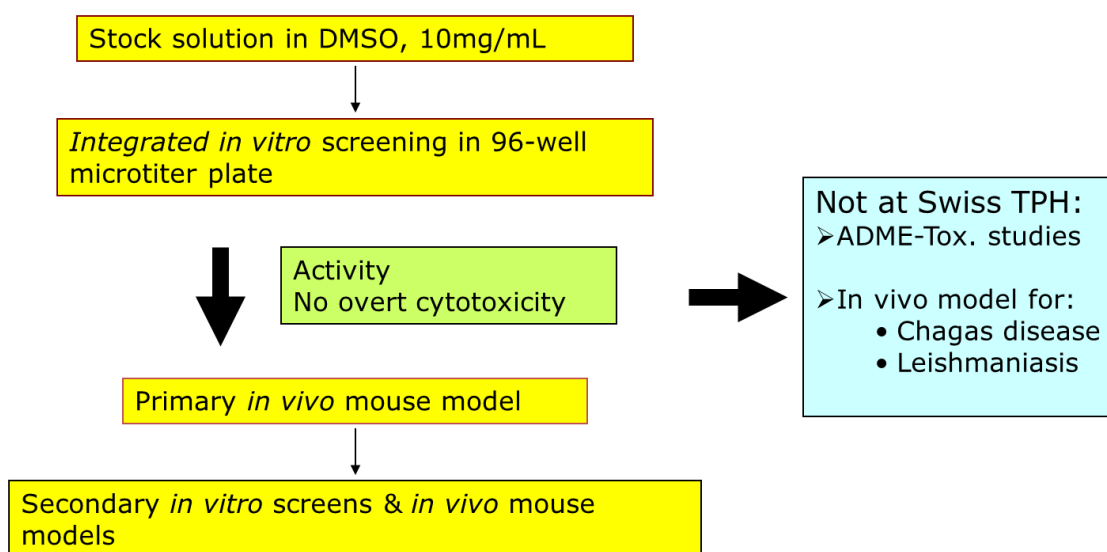 Stock solution in DMSO, 10mg/mL
Integrated in vitro screening in 96-well
microtiter plate
Activity
No overt cytotoxicity
Not at Swiss TPH:
➢ADME-Tox. studies
➢In vivo model for:
• Chagas disease
• Leishmaniasis
Primary in vivo mouse model
Secondary in vitro screens & in vivo mouse
models